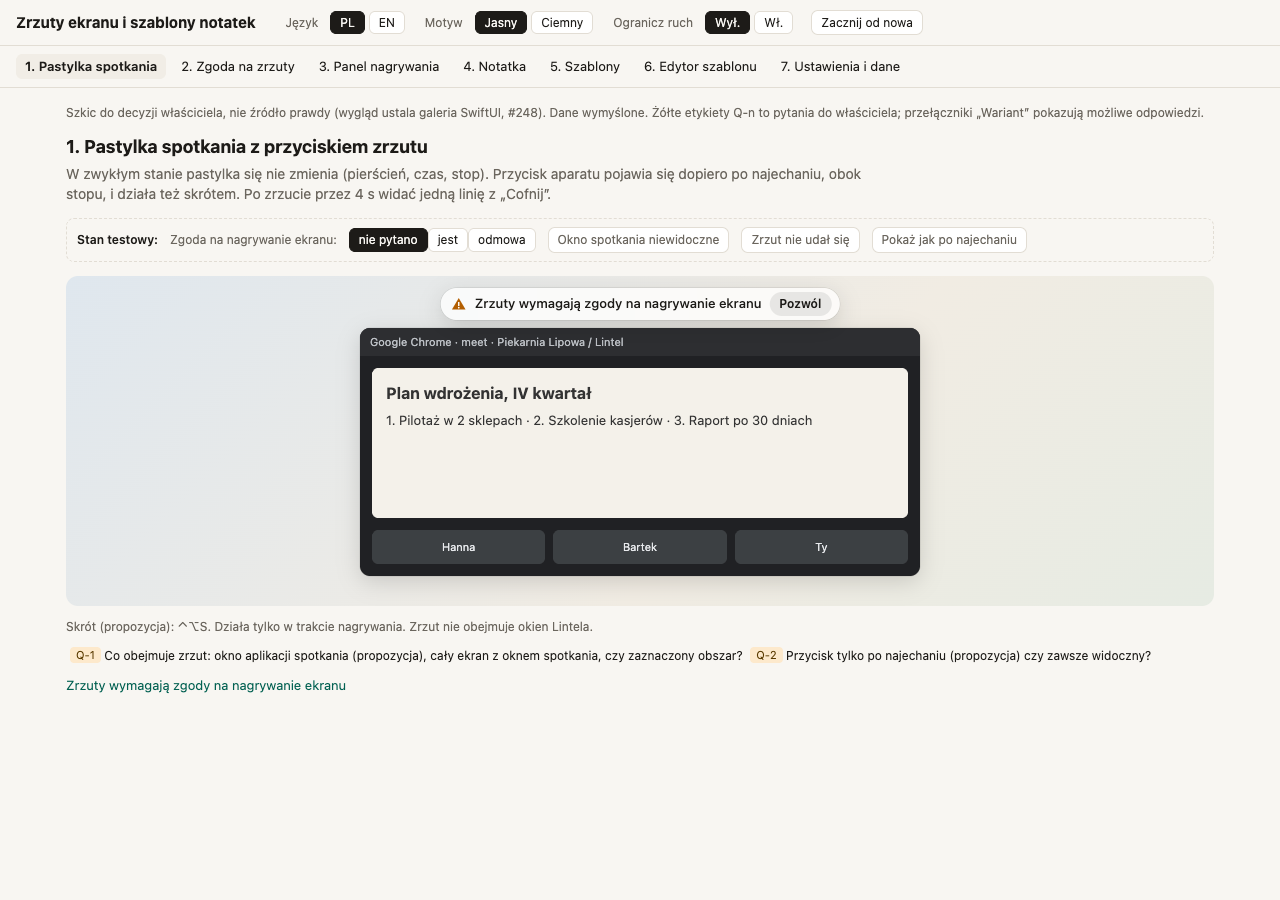 Zrzuty ekranu i szablony notatek Język PL EN Motyw Jasny Ciemny Ogranicz ruch Wył. Wł. Zacznij od nowa
1. Pastylka spotkania 2. Zgoda na zrzuty 3. Panel nagrywania 4. Notatka 5. Szablony 6. Edytor szablonu 7. Ustawienia i dane
Szkic do decyzji właściciela, nie źródło prawdy (wygląd ustala galeria SwiftUI, #248). Dane wymyślone. Żółte etykiety Q-n to pytania do właściciela; przełączniki „Wariant” pokazują możliwe odpowiedzi.
1. Pastylka spotkania z przyciskiem zrzutu
W zwykłym stanie pastylka się nie zmienia (pierścień, czas, stop). Przycisk aparatu pojawia się dopiero po najechaniu, obok
stopu, i działa też skrótem. Po zrzucie przez 4 s widać jedną linię z „Cofnij”.
Stan testowy: Zgoda na nagrywanie ekranu: nie pytano jest odmowa Okno spotkania niewidoczne Zrzut nie udał się Pokaż jak po najechaniu
Zrzuty wymagają zgody na nagrywanie ekranu Pozwól
Google Chrome · meet · Piekarnia Lipowa / Lintel
Plan wdrożenia, IV kwartał
1. Pilotaż w 2 sklepach · 2. Szkolenie kasjerów · 3. Raport po 30 dniach
Hanna Bartek Ty
Skrót (propozycja): ⌃⌥S. Działa tylko w trakcie nagrywania. Zrzut nie obejmuje okien Lintela.
Q-1 Co obejmuje zrzut: okno aplikacji spotkania (propozycja), cały ekran z oknem spotkania, czy zaznaczony obszar? Q-2 Przycisk tylko po najechaniu (propozycja) czy zawsze widoczny?
Zrzuty wymagają zgody na nagrywanie ekranu